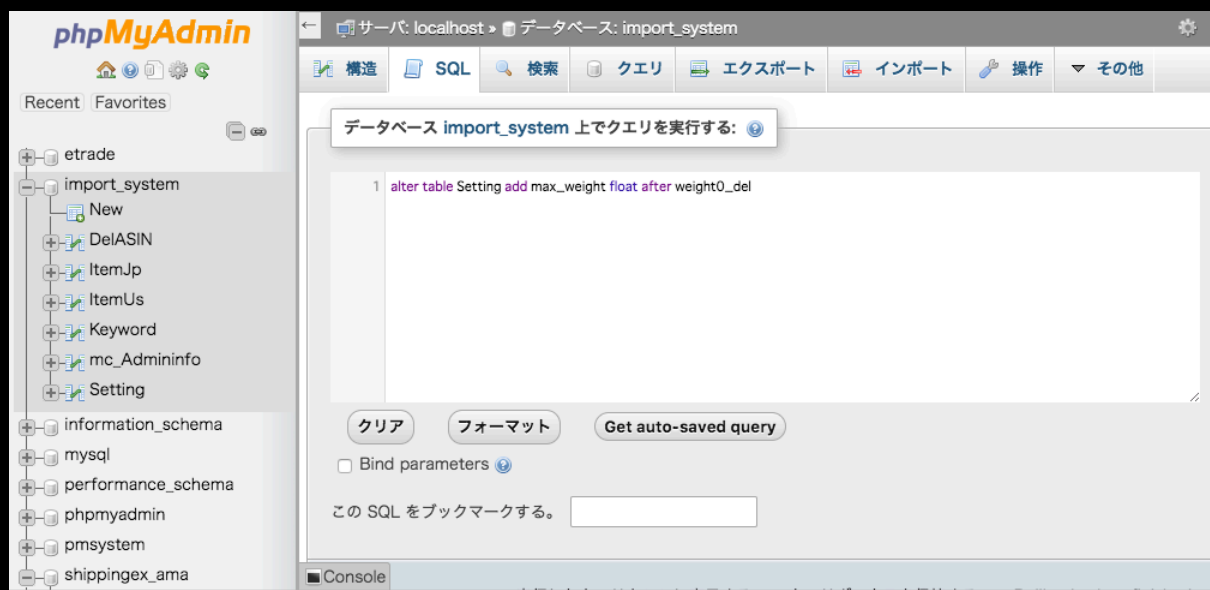 phpMyAdmin
Recent Favorites
etrade
import_system
New
DelASIN
ItemJp
ItemUs
Keyword
mc_Admininfo
Setting
information_schema
mysql
performance_schema
phpmyadmin
pmsystem
shippingex_ama
← サーバ: localhost » データベース: import_system
構造 SQL 検索 クエリ エクスポート インポート 操作 その他
データベース import_system 上でクエリを実行する:
1 alter table Setting add max_weight float after weight0_del
クリア フォーマット Get auto-saved query
Bind parameters
この SQL をブックマークする。
Console